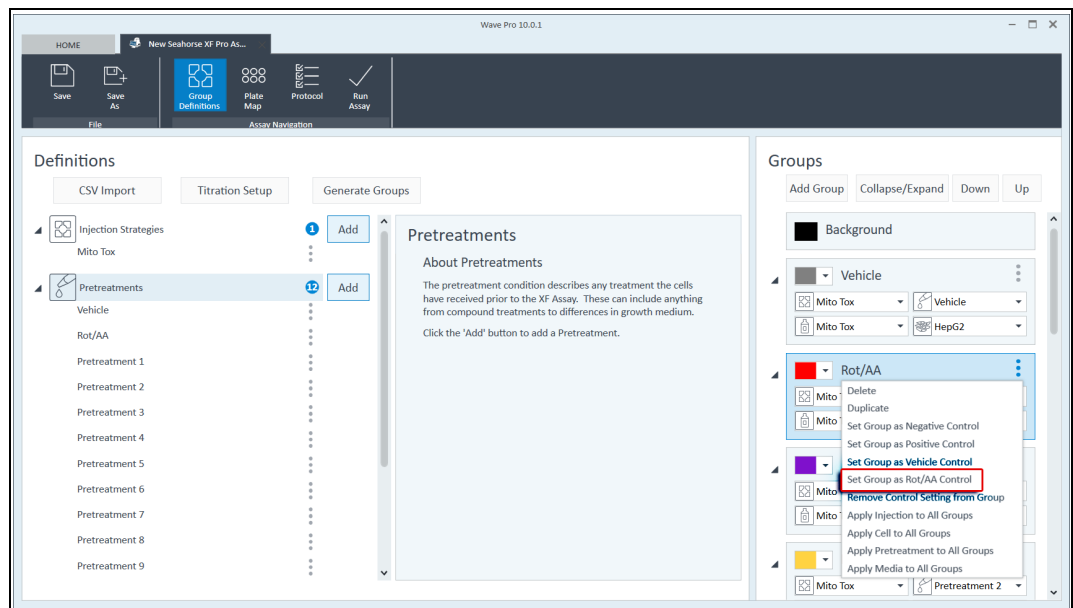 Wave Pro 10.0.1
HOME
New Seahorse XF Pro As...
Save
Save As
Group Definitions
Plate Map
Protocol
Run Assay
File
Assay Navigation
Definitions
CSV Import
Titration Setup
Generate Groups
Injection Strategies
1
Add
Mito Tox
Pretreatments
12
Add
Vehicle
Rot/AA
Pretreatment 1
Pretreatment 2
Pretreatment 3
Pretreatment 4
Pretreatment 5
Pretreatment 6
Pretreatment 7
Pretreatment 8
Pretreatment 9
Pretreatments
About Pretreatments
The pretreatment condition describes any treatment the cells
have received prior to the XF Assay. These can include anything
from compound treatments to differences in growth medium.
Click the 'Add' button to add a Pretreatment.
Groups
Add Group
Collapse/Expand
Down
Up
Background
Vehicle
Mito Tox
Vehicle
Mito Tox
HepG2
Rot/AA
Mito
Mito
Delete
Duplicate
Set Group as Negative Control
Set Group as Positive Control
Set Group as Vehicle Control
Set Group as Rot/AA Control
Remove Control Setting from Group
Apply Injection to All Groups
Apply Cell to All Groups
Apply Pretreatment to All Groups
Apply Media to All Groups
Mito
Mito
Mito Tox
Pretreatment 2